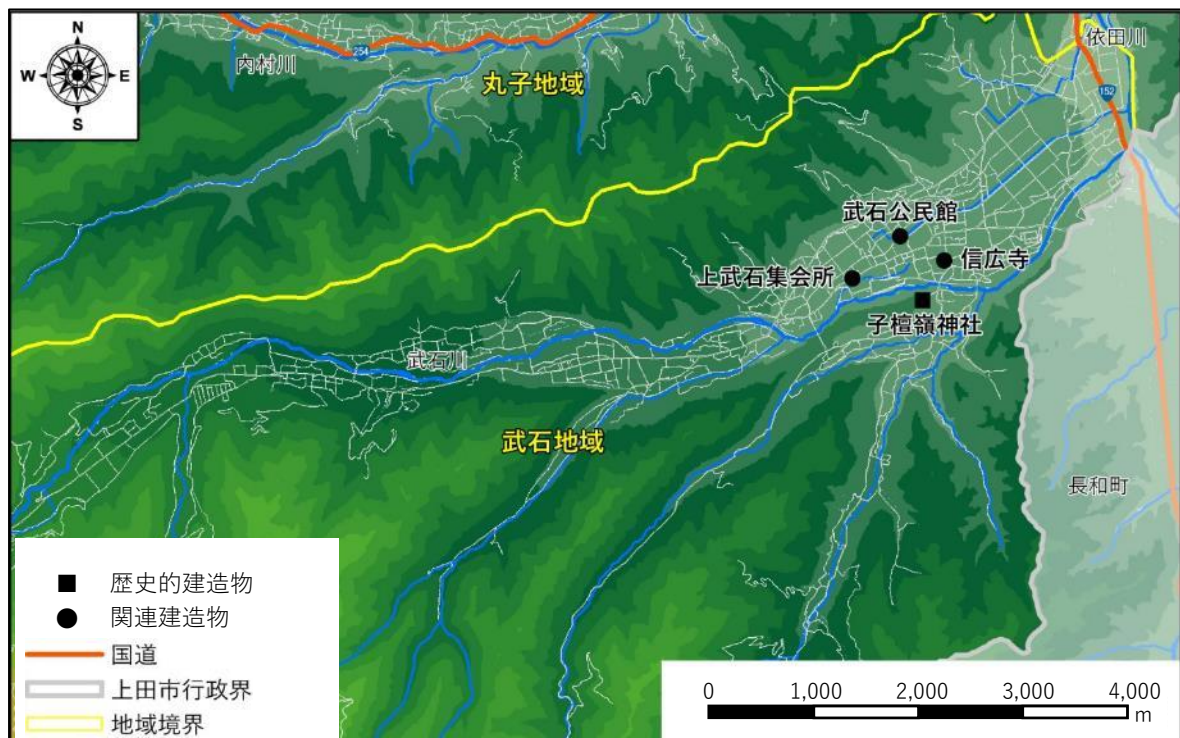 N
W E
S
254
内村川
丸子地域
依田川
152
武石公民館
信広寺
上武石集会所
子檀嶺神社
武石川
武石地域
長和町
歴史的建造物
関連建造物
国道
上田市行政界
地域境界
0 1,000 2,000 3,000 4,000
m